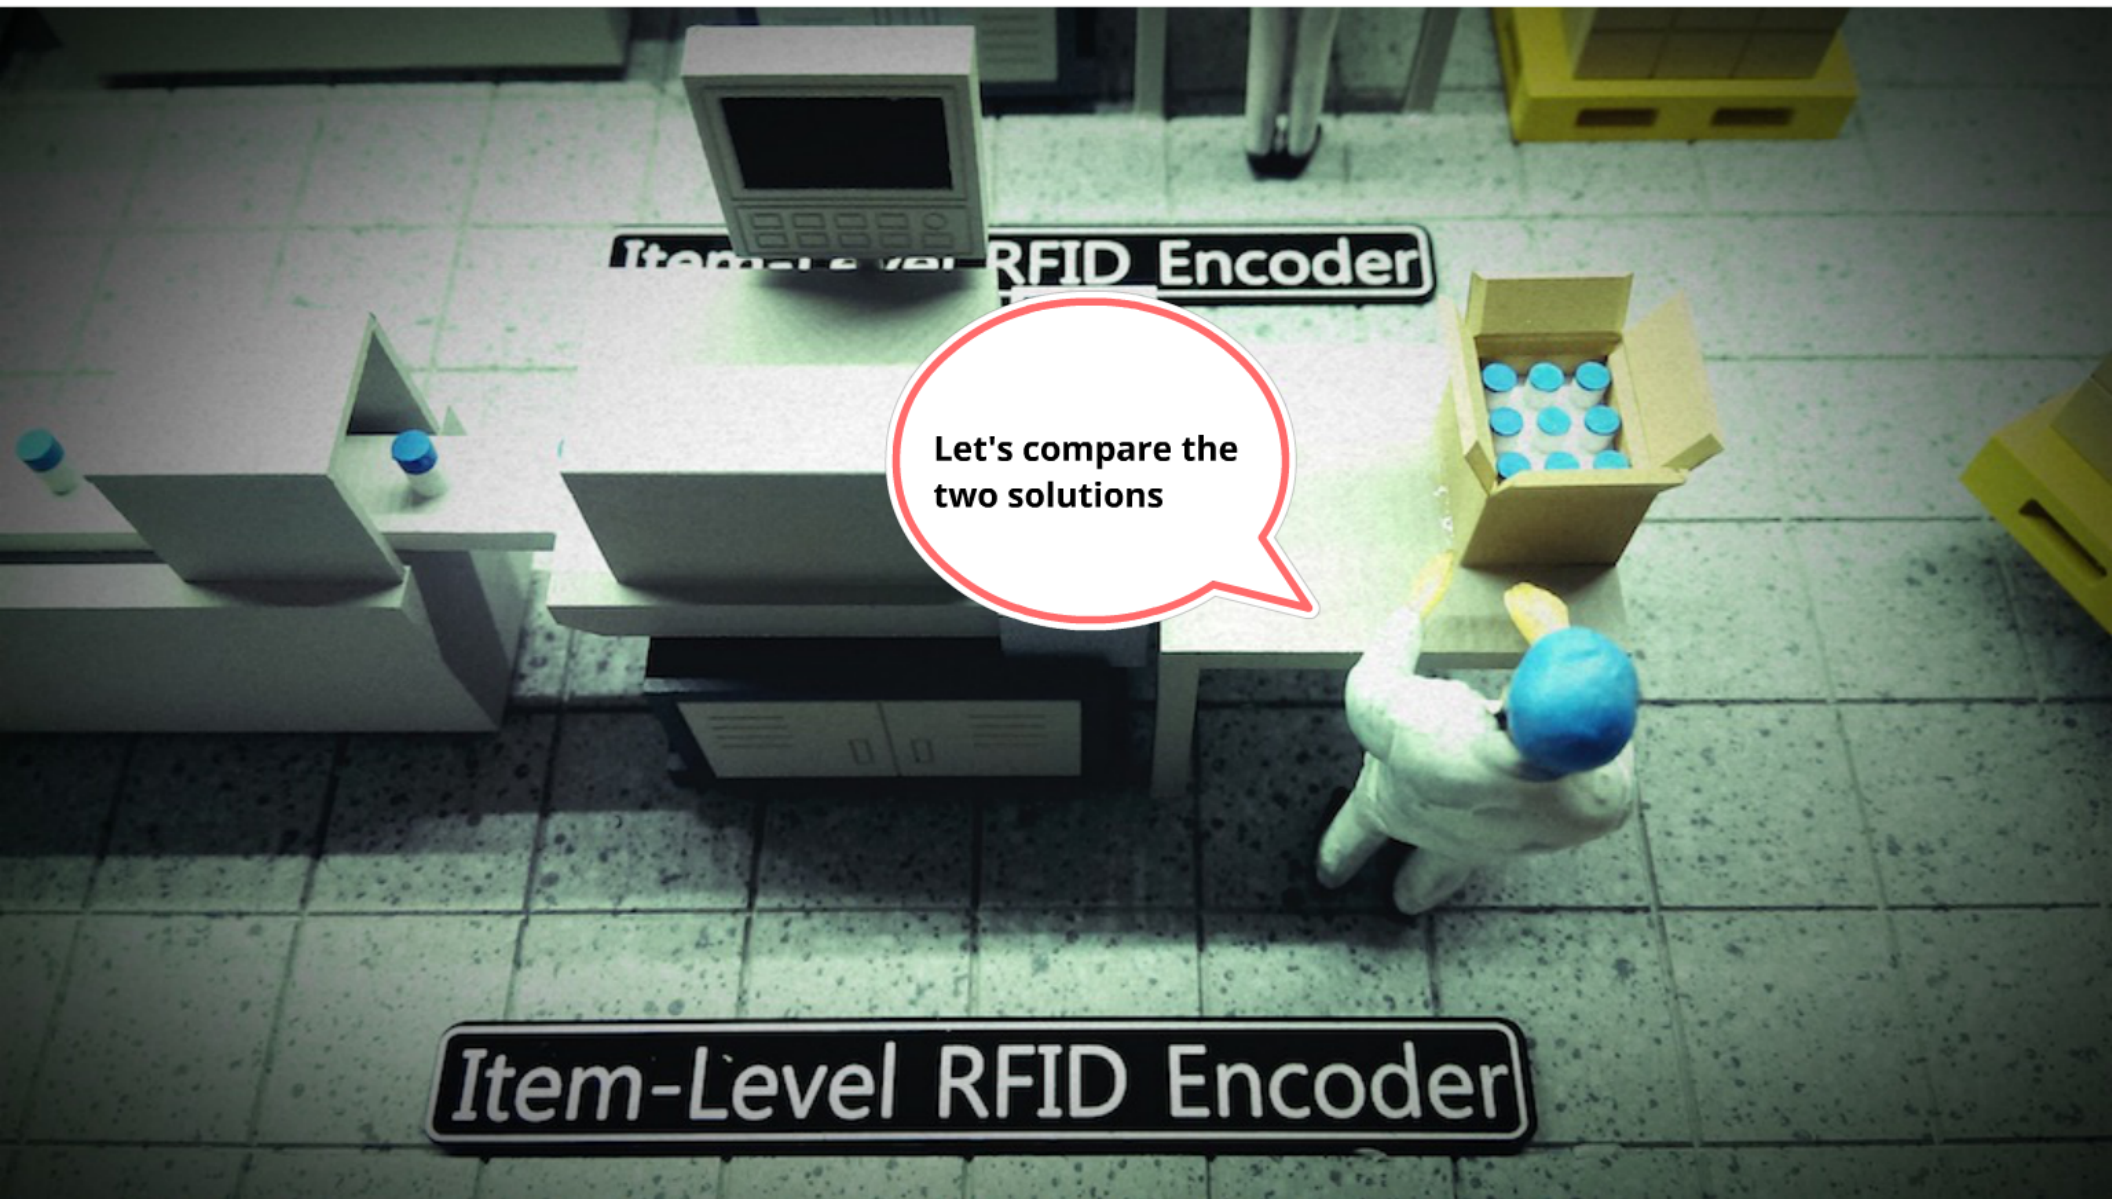 RFID Encoder
Let's compare the
two solutions
Item-Level RFID Encoder